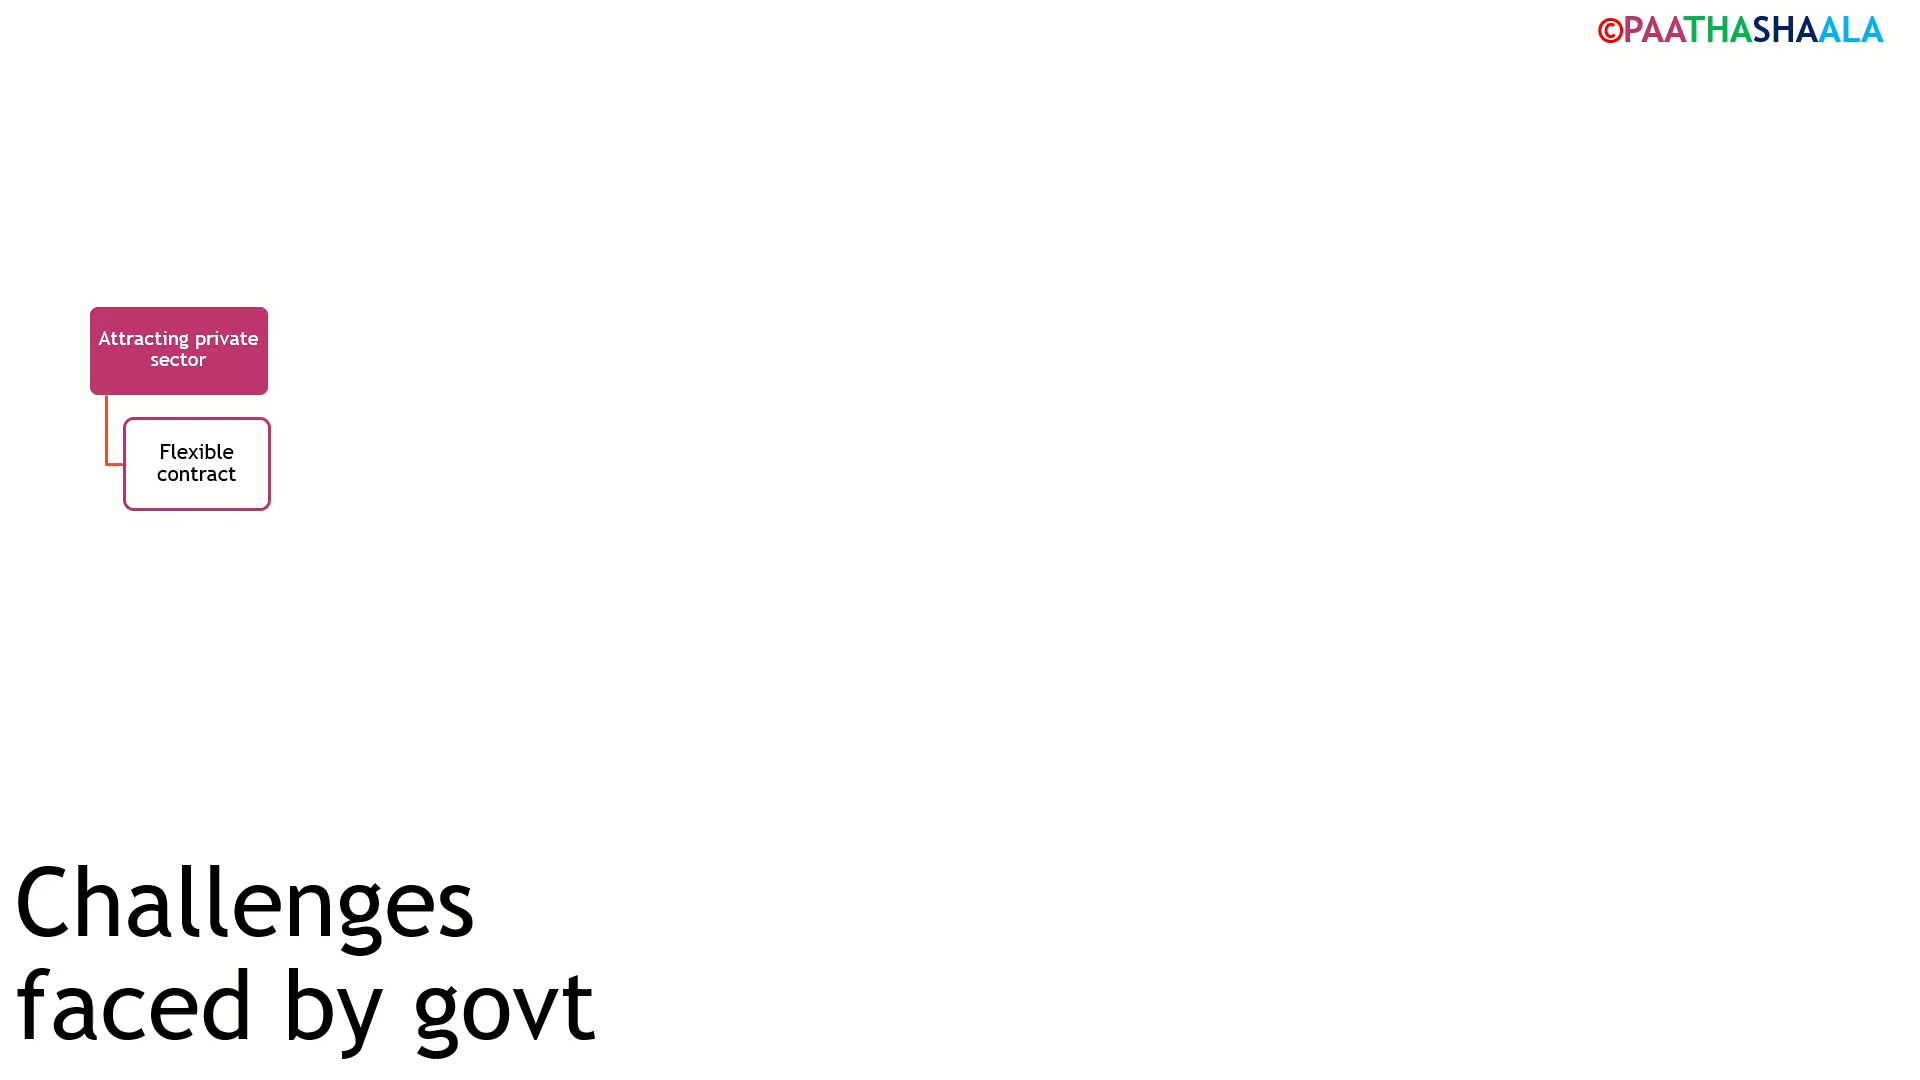 ©PAATHASHAALA
Attracting private
sector
Flexible
contract
Challenges
faced by govt